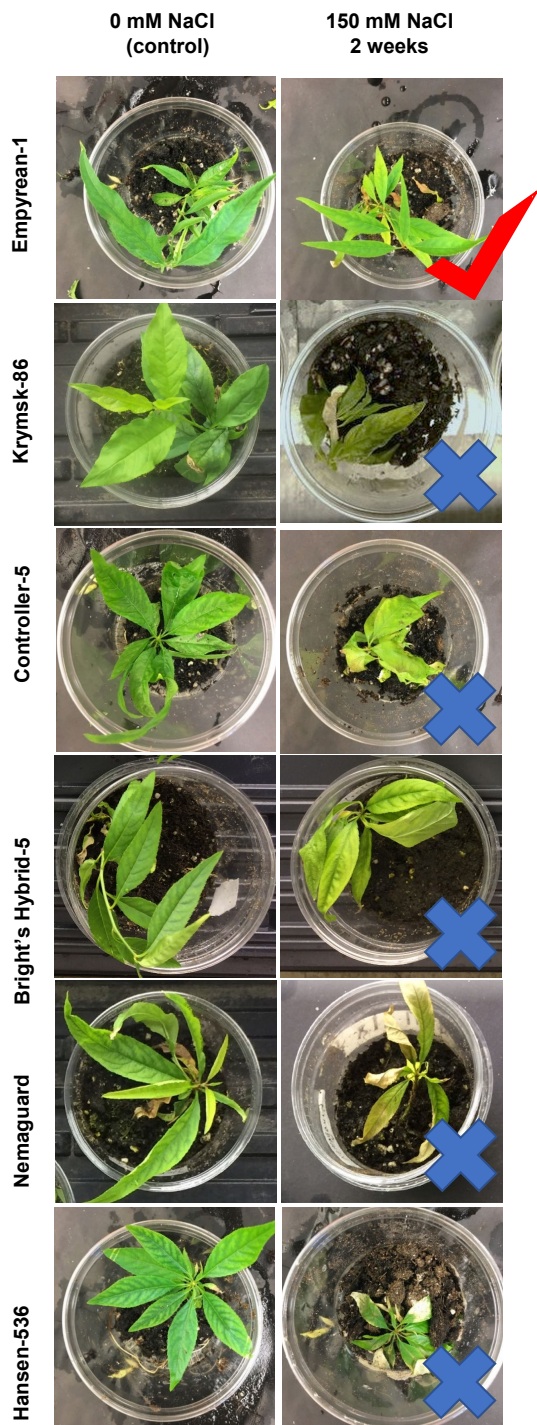 0 mM NaCl
(control)
150 mM NaCl
2 weeks
Empyrean-1
Krymsk-86
Controller-5
Bright's Hybrid-5
Nemaguard
Hansen-536